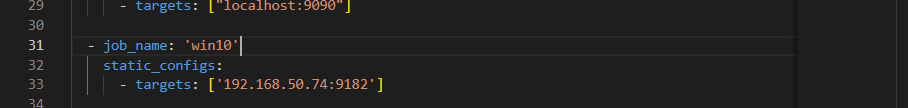 29 - targets: ["localhost:9090"]
30
31 - job_name: 'win10'
32 static_configs:
33 - targets: ['192.168.50.74:9182']
34